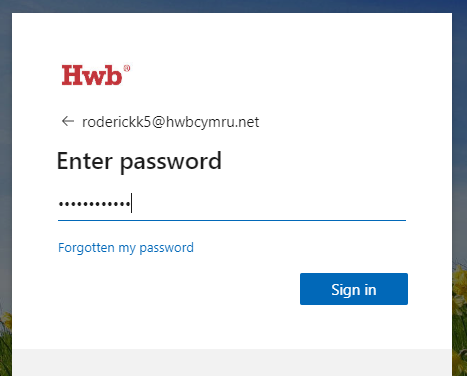 Hwb®
← roderickk5@hwbcymru.net
Enter password
••••••••••••
Forgotten my password
Sign in